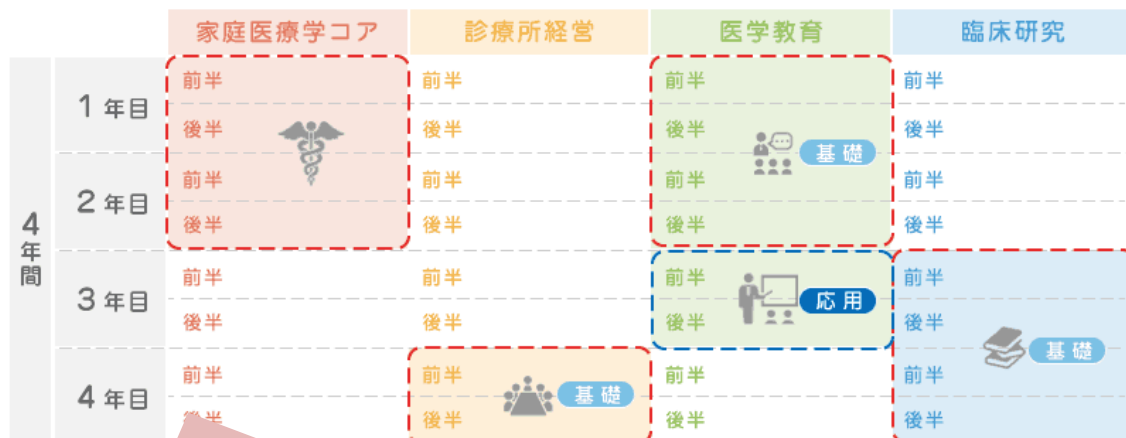 家庭医療学コア 診療所経営 医学教育 臨床研究
4年間
1年目
前半 前半 前半 前半
後半 後半 後半 後半
基礎
2年目
前半 前半 前半 前半
後半 後半 後半 後半
3年目
前半 前半 前半 前半
応用
後半 後半 後半 後半
基礎
4年目
前半 前半 前半 前半
基礎
後半 後半 後半 後半